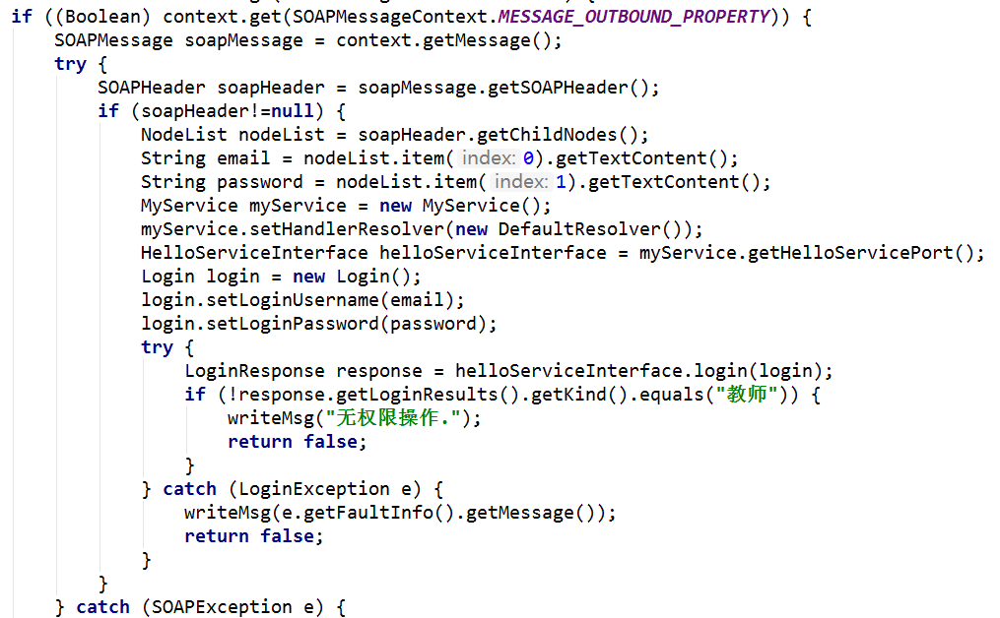 if ((Boolean) context.get(SOAPMessageContext.MESSAGE_OUTBOUND_PROPERTY)) {
    SOAPMessage soapMessage = context.getMessage();
    try {
        SOAPHeader soapHeader = soapMessage.getSOAPHeader();
        if (soapHeader!=null) {
            NodeList nodeList = soapHeader.getChildNodes();
            String email = nodeList.item( index: 0).getTextContent();
            String password = nodeList.item( index: 1).getTextContent();
            MyService myService = new MyService();
            myService.setHandlerResolver(new DefaultResolver());
            HelloServiceInterface helloServiceInterface = myService.getHelloServicePort();
            Login login = new Login();
            login.setLoginUsername(email);
            login.setLoginPassword(password);
            try {
                LoginResponse response = helloServiceInterface.login(login);
                if (!response.getLoginResults().getKind().equals("教师")) {
                    writeMsg("无权限操作.");
                    return false;
                }
            } catch (LoginException e) {
                writeMsg(e.getFaultInfo().getMessage());
                return false;
            }
        }
    } catch (SOAPException e) {